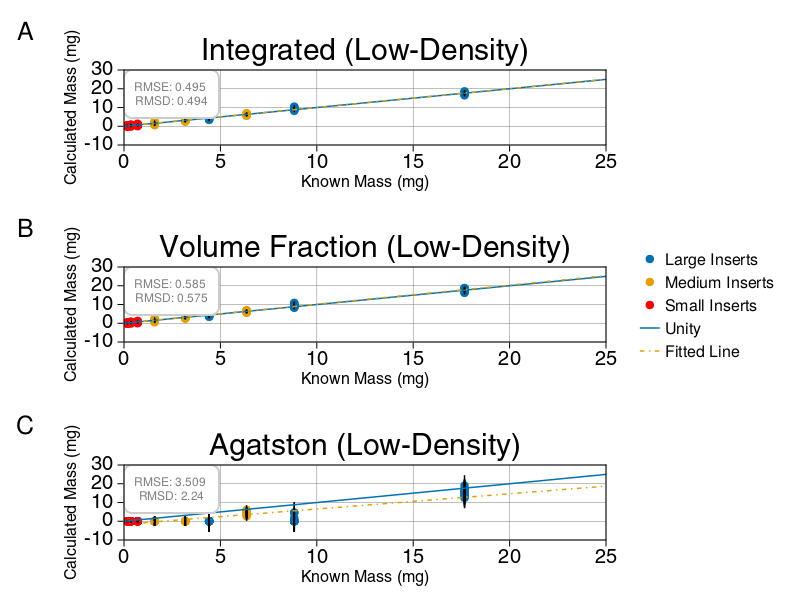 A
Integrated (Low-Density)
Calculated Mass (mg)
30
20
10
0
-10
RMSE: 0.495
RMSD: 0.494
0 5 10 15 20 25
Known Mass (mg)
B
Volume Fraction (Low-Density)
Calculated Mass (mg)
30
20
10
0
-10
RMSE: 0.585
RMSD: 0.575
0 5 10 15 20 25
Known Mass (mg)
Large Inserts
Medium Inserts
Small Inserts
Unity
Fitted Line
C
Agatston (Low-Density)
Calculated Mass (mg)
30
20
10
0
-10
RMSE: 3.509
RMSD: 2.24
0 5 10 15 20 25
Known Mass (mg)